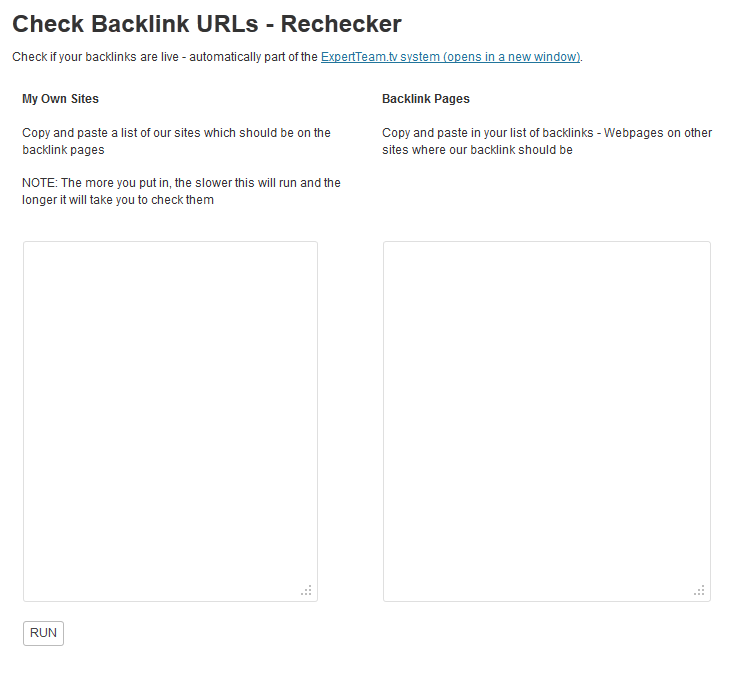 Check Backlink URLs - Rechecker
Check if your backlinks are live - automatically part of the ExpertTeam.tv system (opens in a new window).
My Own Sites
Copy and paste a list of our sites which should be on the
backlink pages
NOTE: The more you put in, the slower this will run and the
longer it will take you to check them
Backlink Pages
Copy and paste in your list of backlinks - Webpages on other
sites where our backlink should be
RUN